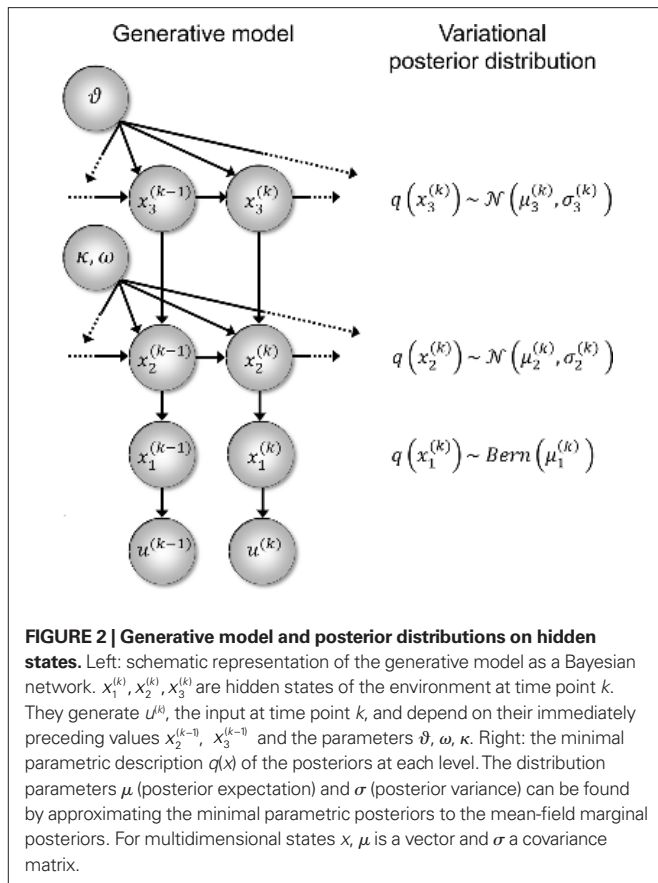 Generative model
Variational
posterior distribution
ϑ
x₃⁽ᵏ⁻¹⁾ x₃⁽ᵏ⁾ q(x₃⁽ᵏ⁾) ~ 𝒩(μ₃⁽ᵏ⁾, σ₃⁽ᵏ⁾)
κ, ω
x₂⁽ᵏ⁻¹⁾ x₂⁽ᵏ⁾ q(x₂⁽ᵏ⁾) ~ 𝒩(μ₂⁽ᵏ⁾, σ₂⁽ᵏ⁾)
x₁⁽ᵏ⁻¹⁾ x₁⁽ᵏ⁾ q(x₁⁽ᵏ⁾) ~ Bern(μ₁⁽ᵏ⁾)
u⁽ᵏ⁻¹⁾ u⁽ᵏ⁾
FIGURE 2 | Generative model and posterior distributions on hidden
states. Left: schematic representation of the generative model as a Bayesian
network. x₁⁽ᵏ⁾, x₂⁽ᵏ⁾, x₃⁽ᵏ⁾ are hidden states of the environment at time point k.
They generate u⁽ᵏ⁾, the input at time point k, and depend on their immediately
preceding values x₂⁽ᵏ⁻¹⁾, x₃⁽ᵏ⁻¹⁾ and the parameters ϑ, ω, κ. Right: the minimal
parametric description q(x) of the posteriors at each level. The distribution
parameters μ (posterior expectation) and σ (posterior variance) can be found
by approximating the minimal parametric posteriors to the mean-field marginal
posteriors. For multidimensional states x, μ is a vector and σ a covariance
matrix.